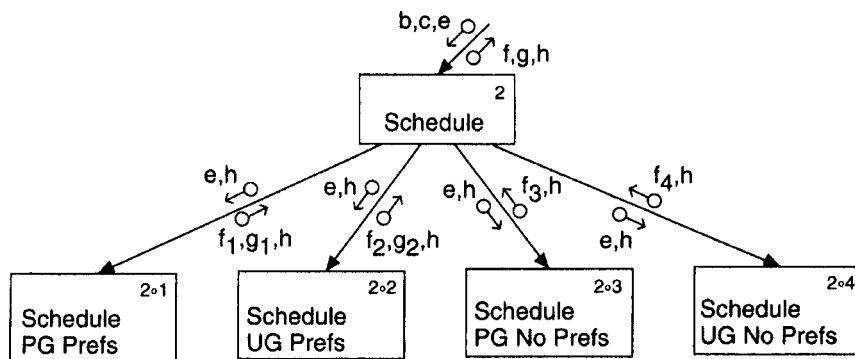 b,c,e
f,g,h
2
Schedule
e,h
f₁,g₁,h
e,h
f₂,g₂,h
e,h
f₃,h
f₄,h
e,h
2∘1
Schedule
PG Prefs
2∘2
Schedule
UG Prefs
2∘3
Schedule
PG No Prefs
2∘4
Schedule
UG No Prefs